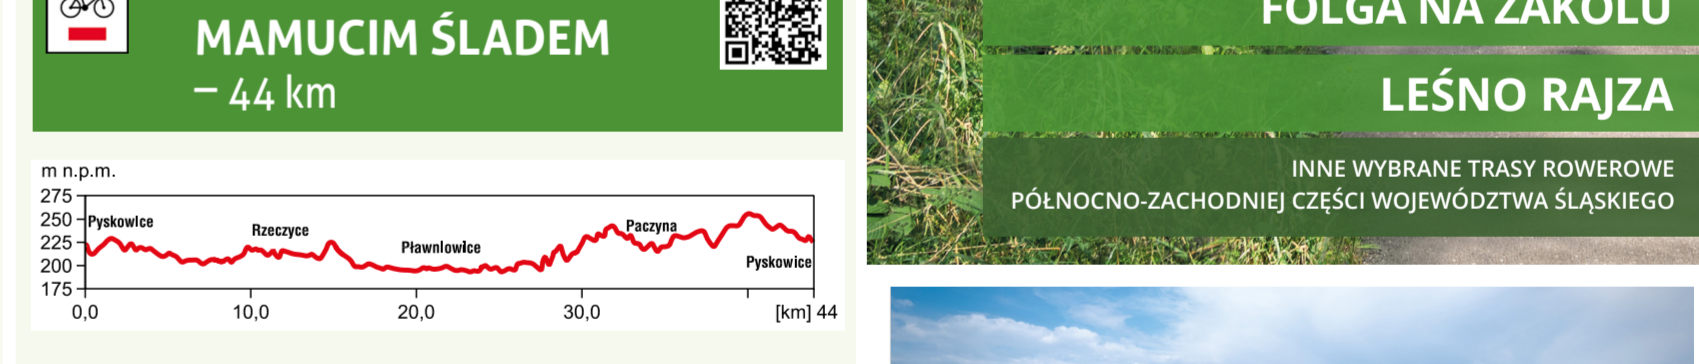 MAMUCIM ŚLADEM
– 44 km
m n.p.m.
275
250
225
200
175
PyskowIce
Rzeczyce
PławnIowIce
Paczyna
Pyskowice
0,0
10,0
20,0
30,0
[km] 44
FOLGA NA ZAKOLU
LEŚNO RAJZA
INNE WYBRANE TRASY ROWEROWE
PÓŁNOCNO-ZACHODNIEJ CZĘŚCI WOJEWÓDZTWA ŚLĄSKIEGO